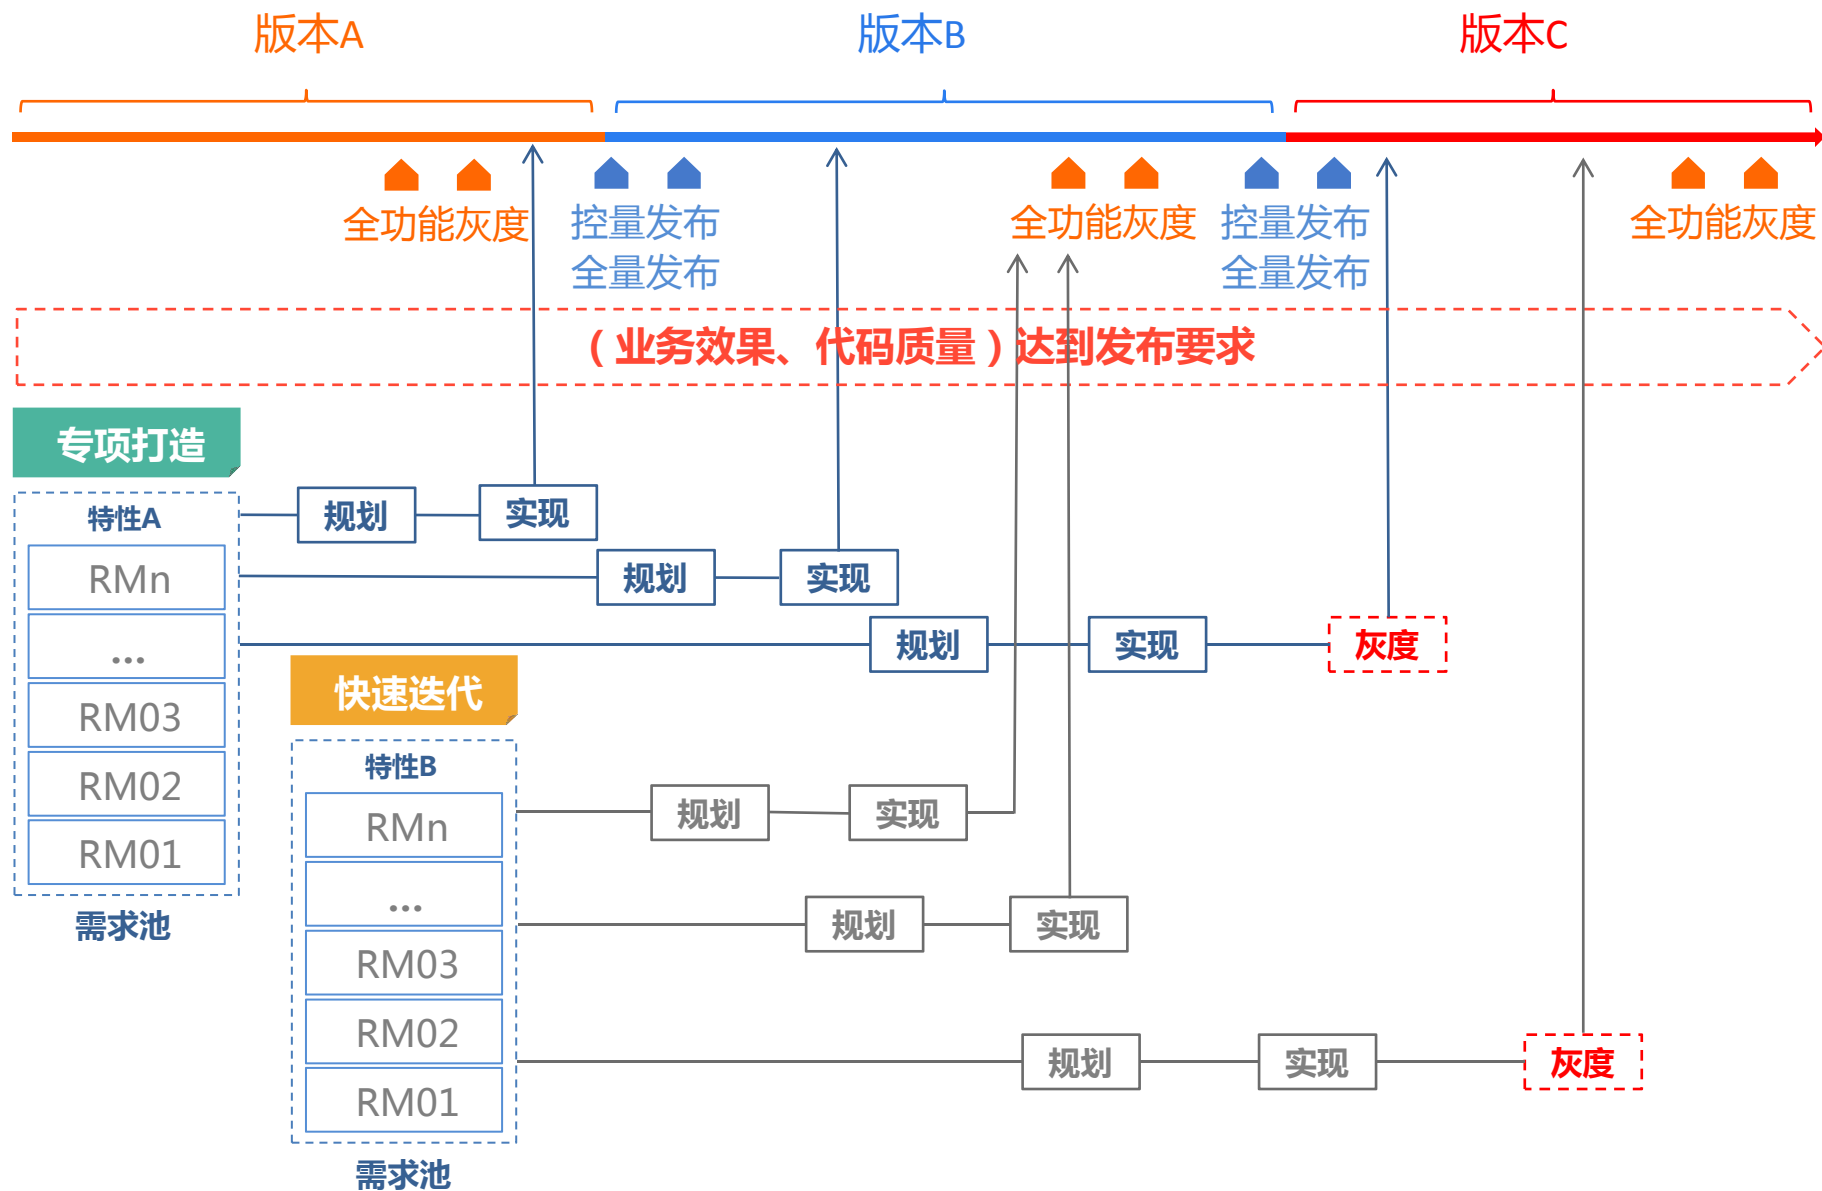 版本A
版本B
版本C
全功能灰度
控量发布
全量发布
全功能灰度
控量发布
全量发布
全功能灰度
（业务效果、代码质量）达到发布要求
专项打造
特性A
RMn
...
RM03
RM02
RM01
需求池
规划
实现
规划
实现
规划
实现
灰度
快速迭代
特性B
RMn
...
RM03
RM02
RM01
需求池
规划
实现
规划
实现
规划
实现
灰度